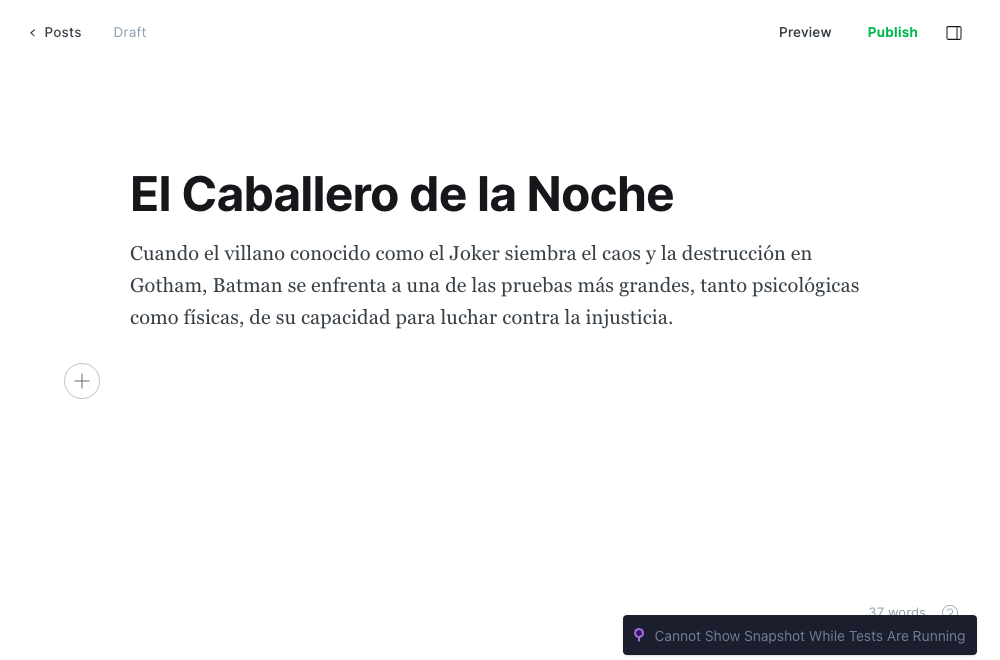 Posts
Draft
Preview
Publish
El Caballero de la Noche
Cuando el villano conocido como el Joker siembra el caos y la destrucción en
Gotham, Batman se enfrenta a una de las pruebas más grandes, tanto psicológicas
como físicas, de su capacidad para luchar contra la injusticia.
37 words
?
Cannot Show Snapshot While Tests Are Running